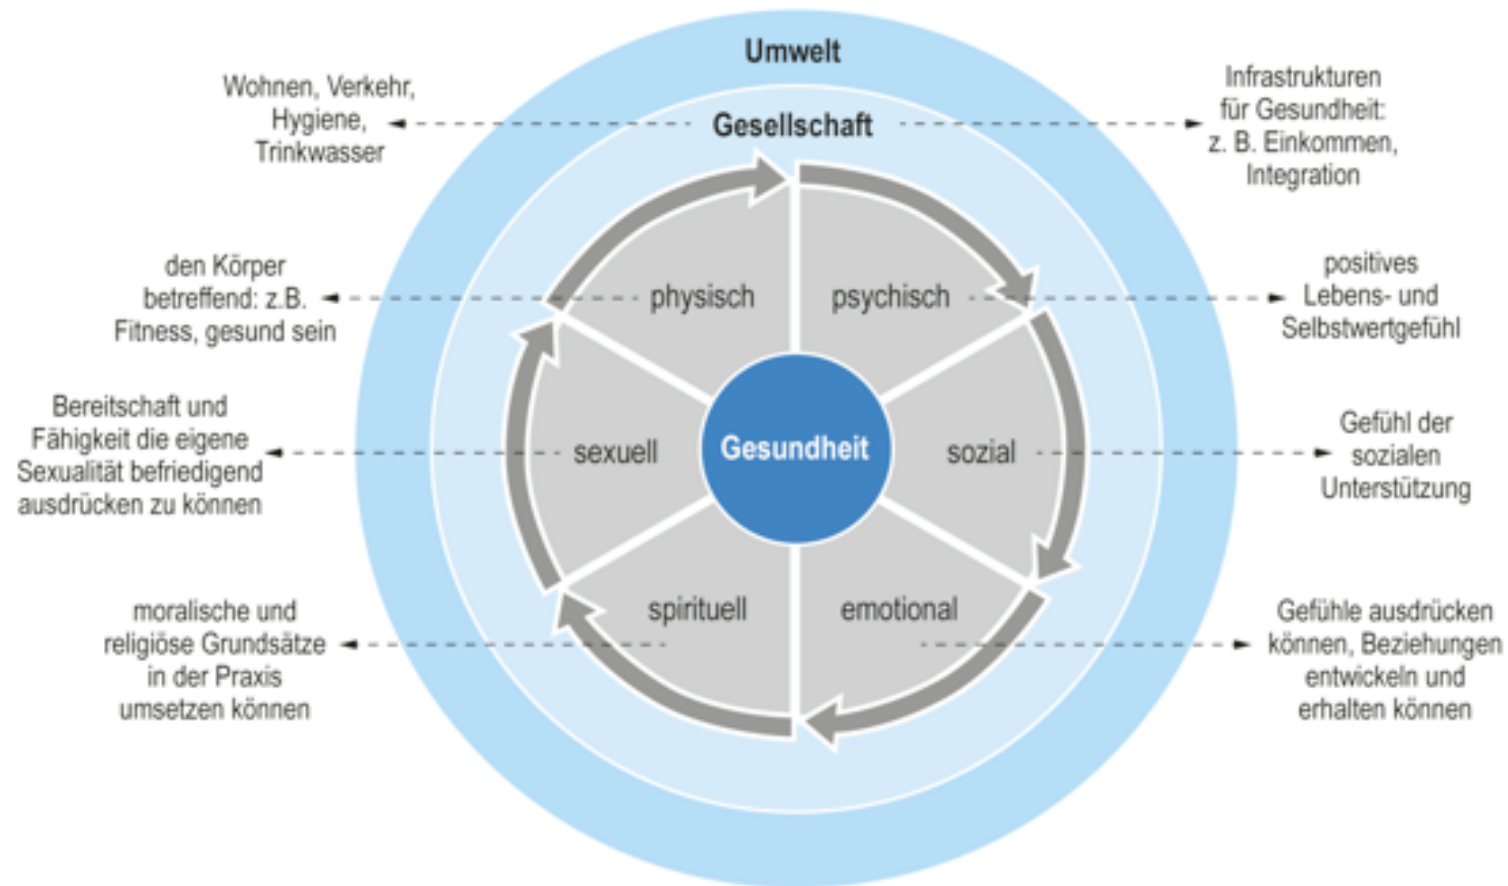 Umwelt
Wohnen, Verkehr,
Hygiene,
Trinkwasser
Gesellschaft
Infrastrukturen
für Gesundheit:
z. B. Einkommen,
Integration
den Körper
betreffend: z.B.
Fitness, gesund sein
physisch
psychisch
positives
Lebens- und
Selbstwertgefühl
Bereitschaft und
Fähigkeit die eigene
Sexualität befriedigend
ausdrücken zu können
sexuell
Gesundheit
sozial
Gefühl der
sozialen
Unterstützung
moralische und
religiöse Grundsätze
in der Praxis
umsetzen können
spirituell
emotional
Gefühle ausdrücken
können, Beziehungen
entwickeln und
erhalten können